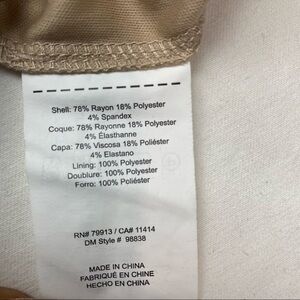 Shell: 78% Rayon 18% Polyester
4% Spandex
Coque: 78% Rayonne 18% Polyester
4% Élasthanne
Capa: 78% Viscosa 18% Poliéster
4% Elastano
Lining: 100% Polyester
Doublure: 100% Polyester
Forro: 100% Poliéster
RN# 79913 / CA# 11414
DM Style # 98838
MADE IN CHINA
FABRIQUÉ EN CHINE
HECHO EN CHINA